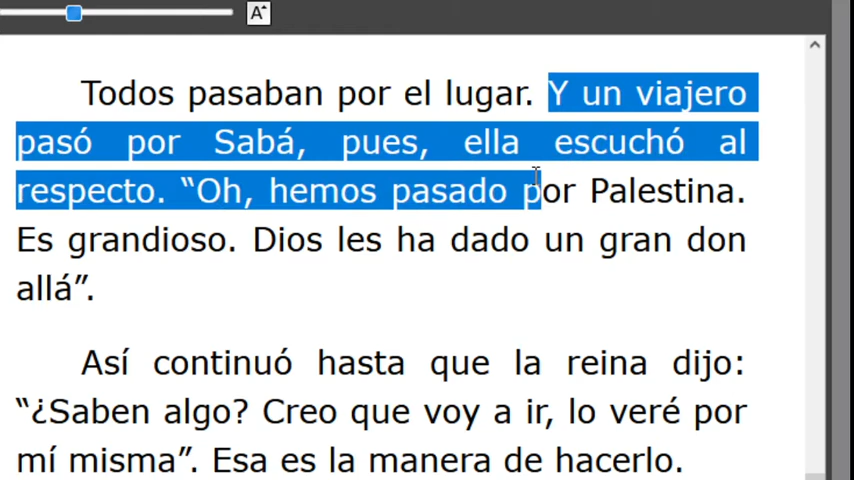 A
Todos pasaban por el lugar. Y un viajero
pasó por Sabá, pues, ella escuchó al
respecto. “Oh, hemos pasado por Palestina.
Es grandioso. Dios les ha dado un gran don
allá”.
Así continuó hasta que la reina dijo:
“¿Saben algo? Creo que voy a ir, lo veré por
mí misma”. Esa es la manera de hacerlo.